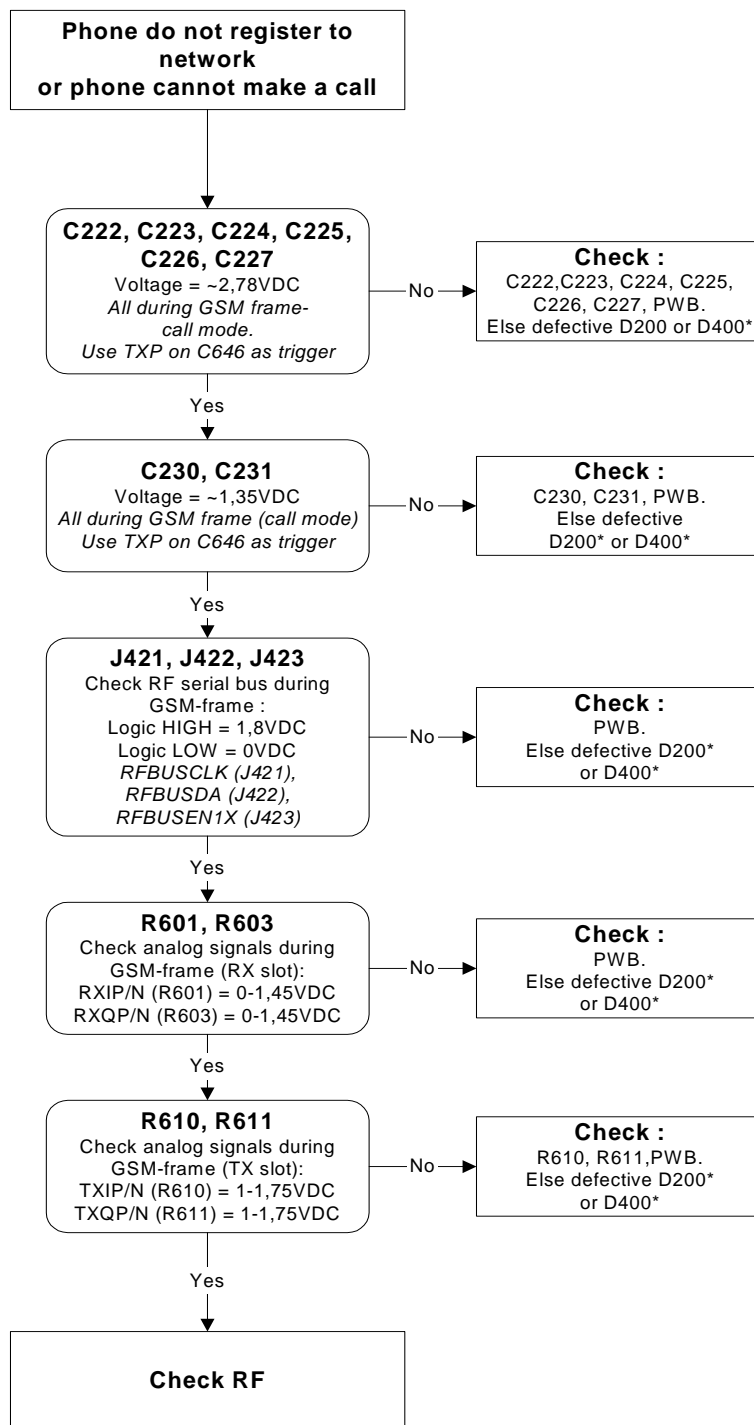 Phone do not register to
network
or phone cannot make a call
C222, C223, C224, C225,
C226, C227
Voltage = ~2,78VDC
All during GSM frame-
call mode.
Use TXP on C646 as trigger
No
Check :
C222,C223, C224, C225,
C226, C227, PWB.
Else defective D200 or D400*
Yes
C230, C231
Voltage = ~1,35VDC
All during GSM frame (call mode)
Use TXP on C646 as trigger
No
Check :
C230, C231, PWB.
Else defective
D200* or D400*
Yes
J421, J422, J423
Check RF serial bus during
GSM-frame :
Logic HIGH = 1,8VDC
Logic LOW = 0VDC
RFBUSCLK (J421),
RFBUSDA (J422),
RFBUSEN1X (J423)
No
Check :
PWB.
Else defective D200*
or D400*
Yes
R601, R603
Check analog signals during
GSM-frame (RX slot):
RXIP/N (R601) = 0-1,45VDC
RXQP/N (R603) = 0-1,45VDC
No
Check :
PWB.
Else defective D200*
or D400*
Yes
R610, R611
Check analog signals during
GSM-frame (TX slot):
TXIP/N (R610) = 1-1,75VDC
TXQP/N (R611) = 1-1,75VDC
No
Check :
R610, R611,PWB.
Else defective D200*
or D400*
Yes
Check RF